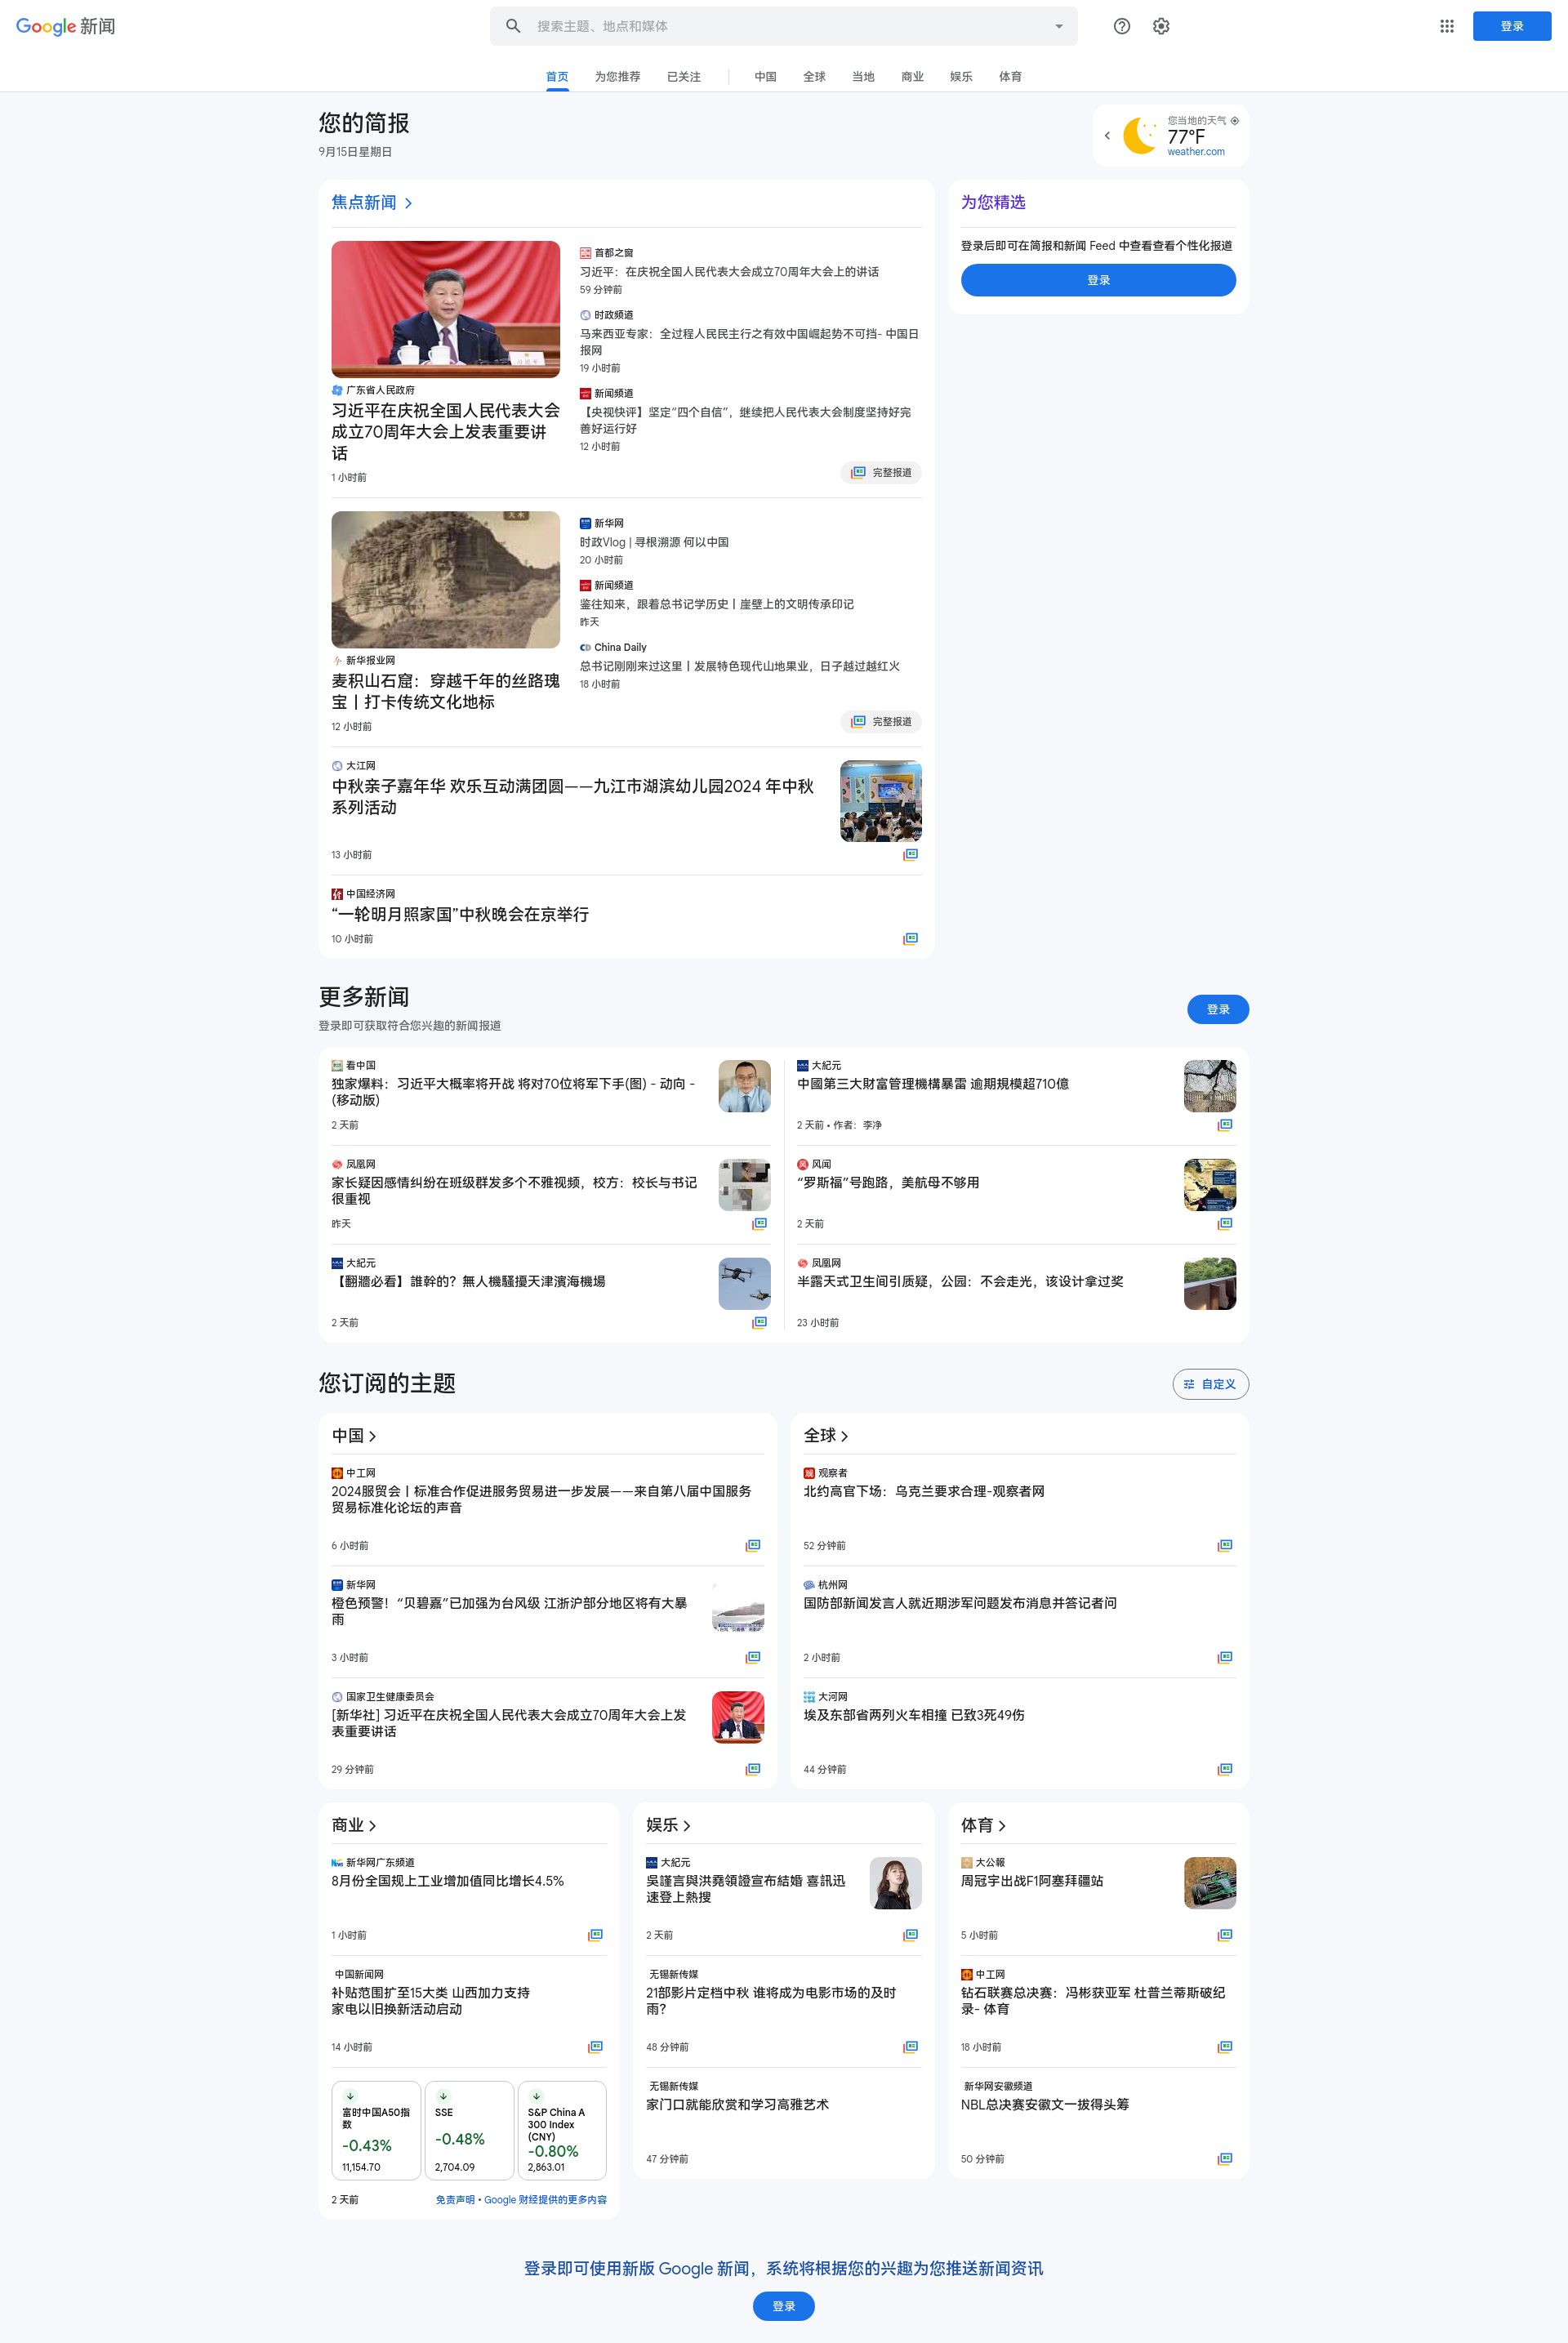 Google 新闻
搜索主题、地点和媒体
登录
首页
为您推荐
已关注
中国
全球
当地
商业
娱乐
体育
您的简报
9月15日星期日
您当地的天气
77°F
weather.com
焦点新闻
广东省人民政府
习近平在庆祝全国人民代表大会
成立70周年大会上发表重要讲
话
1 小时前
首都之窗
习近平：在庆祝全国人民代表大会成立70周年大会上的讲话
59 分钟前
时政频道
马来西亚专家：全过程人民民主行之有效中国崛起势不可挡- 中国日
报网
19 小时前
新闻频道
【央视快评】坚定“四个自信”，继续把人民代表大会制度坚持好完
善好运行好
12 小时前
完整报道
新华报业网
麦积山石窟：穿越千年的丝路瑰
宝丨打卡传统文化地标
12 小时前
新华网
时政Vlog | 寻根溯源 何以中国
20 小时前
新闻频道
鉴往知来，跟着总书记学历史丨崖壁上的文明传承印记
昨天
China Daily
总书记刚刚来过这里丨发展特色现代山地果业，日子越过越红火
18 小时前
完整报道
大江网
中秋亲子嘉年华 欢乐互动满团圆——九江市湖滨幼儿园2024 年中秋
系列活动
13 小时前
中国经济网
“一轮明月照家国”中秋晚会在京举行
10 小时前
为您精选
登录后即可在简报和新闻 Feed 中查看查看个性化报道
登录
更多新闻
登录即可获取符合您兴趣的新闻报道
登录
看中国
独家爆料：习近平大概率将开战 将对70位将军下手(图) - 动向 -
(移动版)
2 天前
凤凰网
家长疑因感情纠纷在班级群发多个不雅视频，校方：校长与书记
很重视
昨天
大紀元
【翻牆必看】誰幹的？無人機騷擾天津濱海機場
2 天前
大紀元
中國第三大財富管理機構暴雷 逾期規模超710億
2 天前 • 作者：李净
风闻
“罗斯福”号跑路，美航母不够用
2 天前
凤凰网
半露天式卫生间引质疑，公园：不会走光，该设计拿过奖
23 小时前
您订阅的主题
自定义
中国
中工网
2024服贸会丨标准合作促进服务贸易进一步发展——来自第八届中国服务
贸易标准化论坛的声音
6 小时前
新华网
橙色预警！“贝碧嘉”已加强为台风级 江浙沪部分地区将有大暴
雨
3 小时前
国家卫生健康委员会
[新华社] 习近平在庆祝全国人民代表大会成立70周年大会上发
表重要讲话
29 分钟前
全球
观察者
北约高官下场：乌克兰要求合理-观察者网
52 分钟前
杭州网
国防部新闻发言人就近期涉军问题发布消息并答记者问
2 小时前
大河网
埃及东部省两列火车相撞 已致3死49伤
44 分钟前
商业
新华网广东频道
8月份全国规上工业增加值同比增长4.5%
1 小时前
中国新闻网
补贴范围扩至15大类 山西加力支持
家电以旧换新活动启动
14 小时前
富时中国A50指
数
-0.43%
11,154.70
SSE
-0.48%
2,704.09
S&P China A
300 Index
(CNY)
-0.80%
2,863.01
2 天前
免责声明 • Google 财经提供的更多内容
娱乐
大紀元
吳謹言與洪堯領證宣布結婚 喜訊迅
速登上熱搜
2 天前
无锡新传媒
21部影片定档中秋 谁将成为电影市场的及时
雨？
48 分钟前
无锡新传媒
家门口就能欣赏和学习高雅艺术
47 分钟前
体育
大公報
周冠宇出战F1阿塞拜疆站
5 小时前
中工网
钻石联赛总决赛：冯彬获亚军 杜普兰蒂斯破纪
录- 体育
18 小时前
新华网安徽频道
NBL总决赛安徽文一拔得头筹
50 分钟前
登录即可使用新版 Google 新闻，系统将根据您的兴趣为您推送新闻资讯
登录